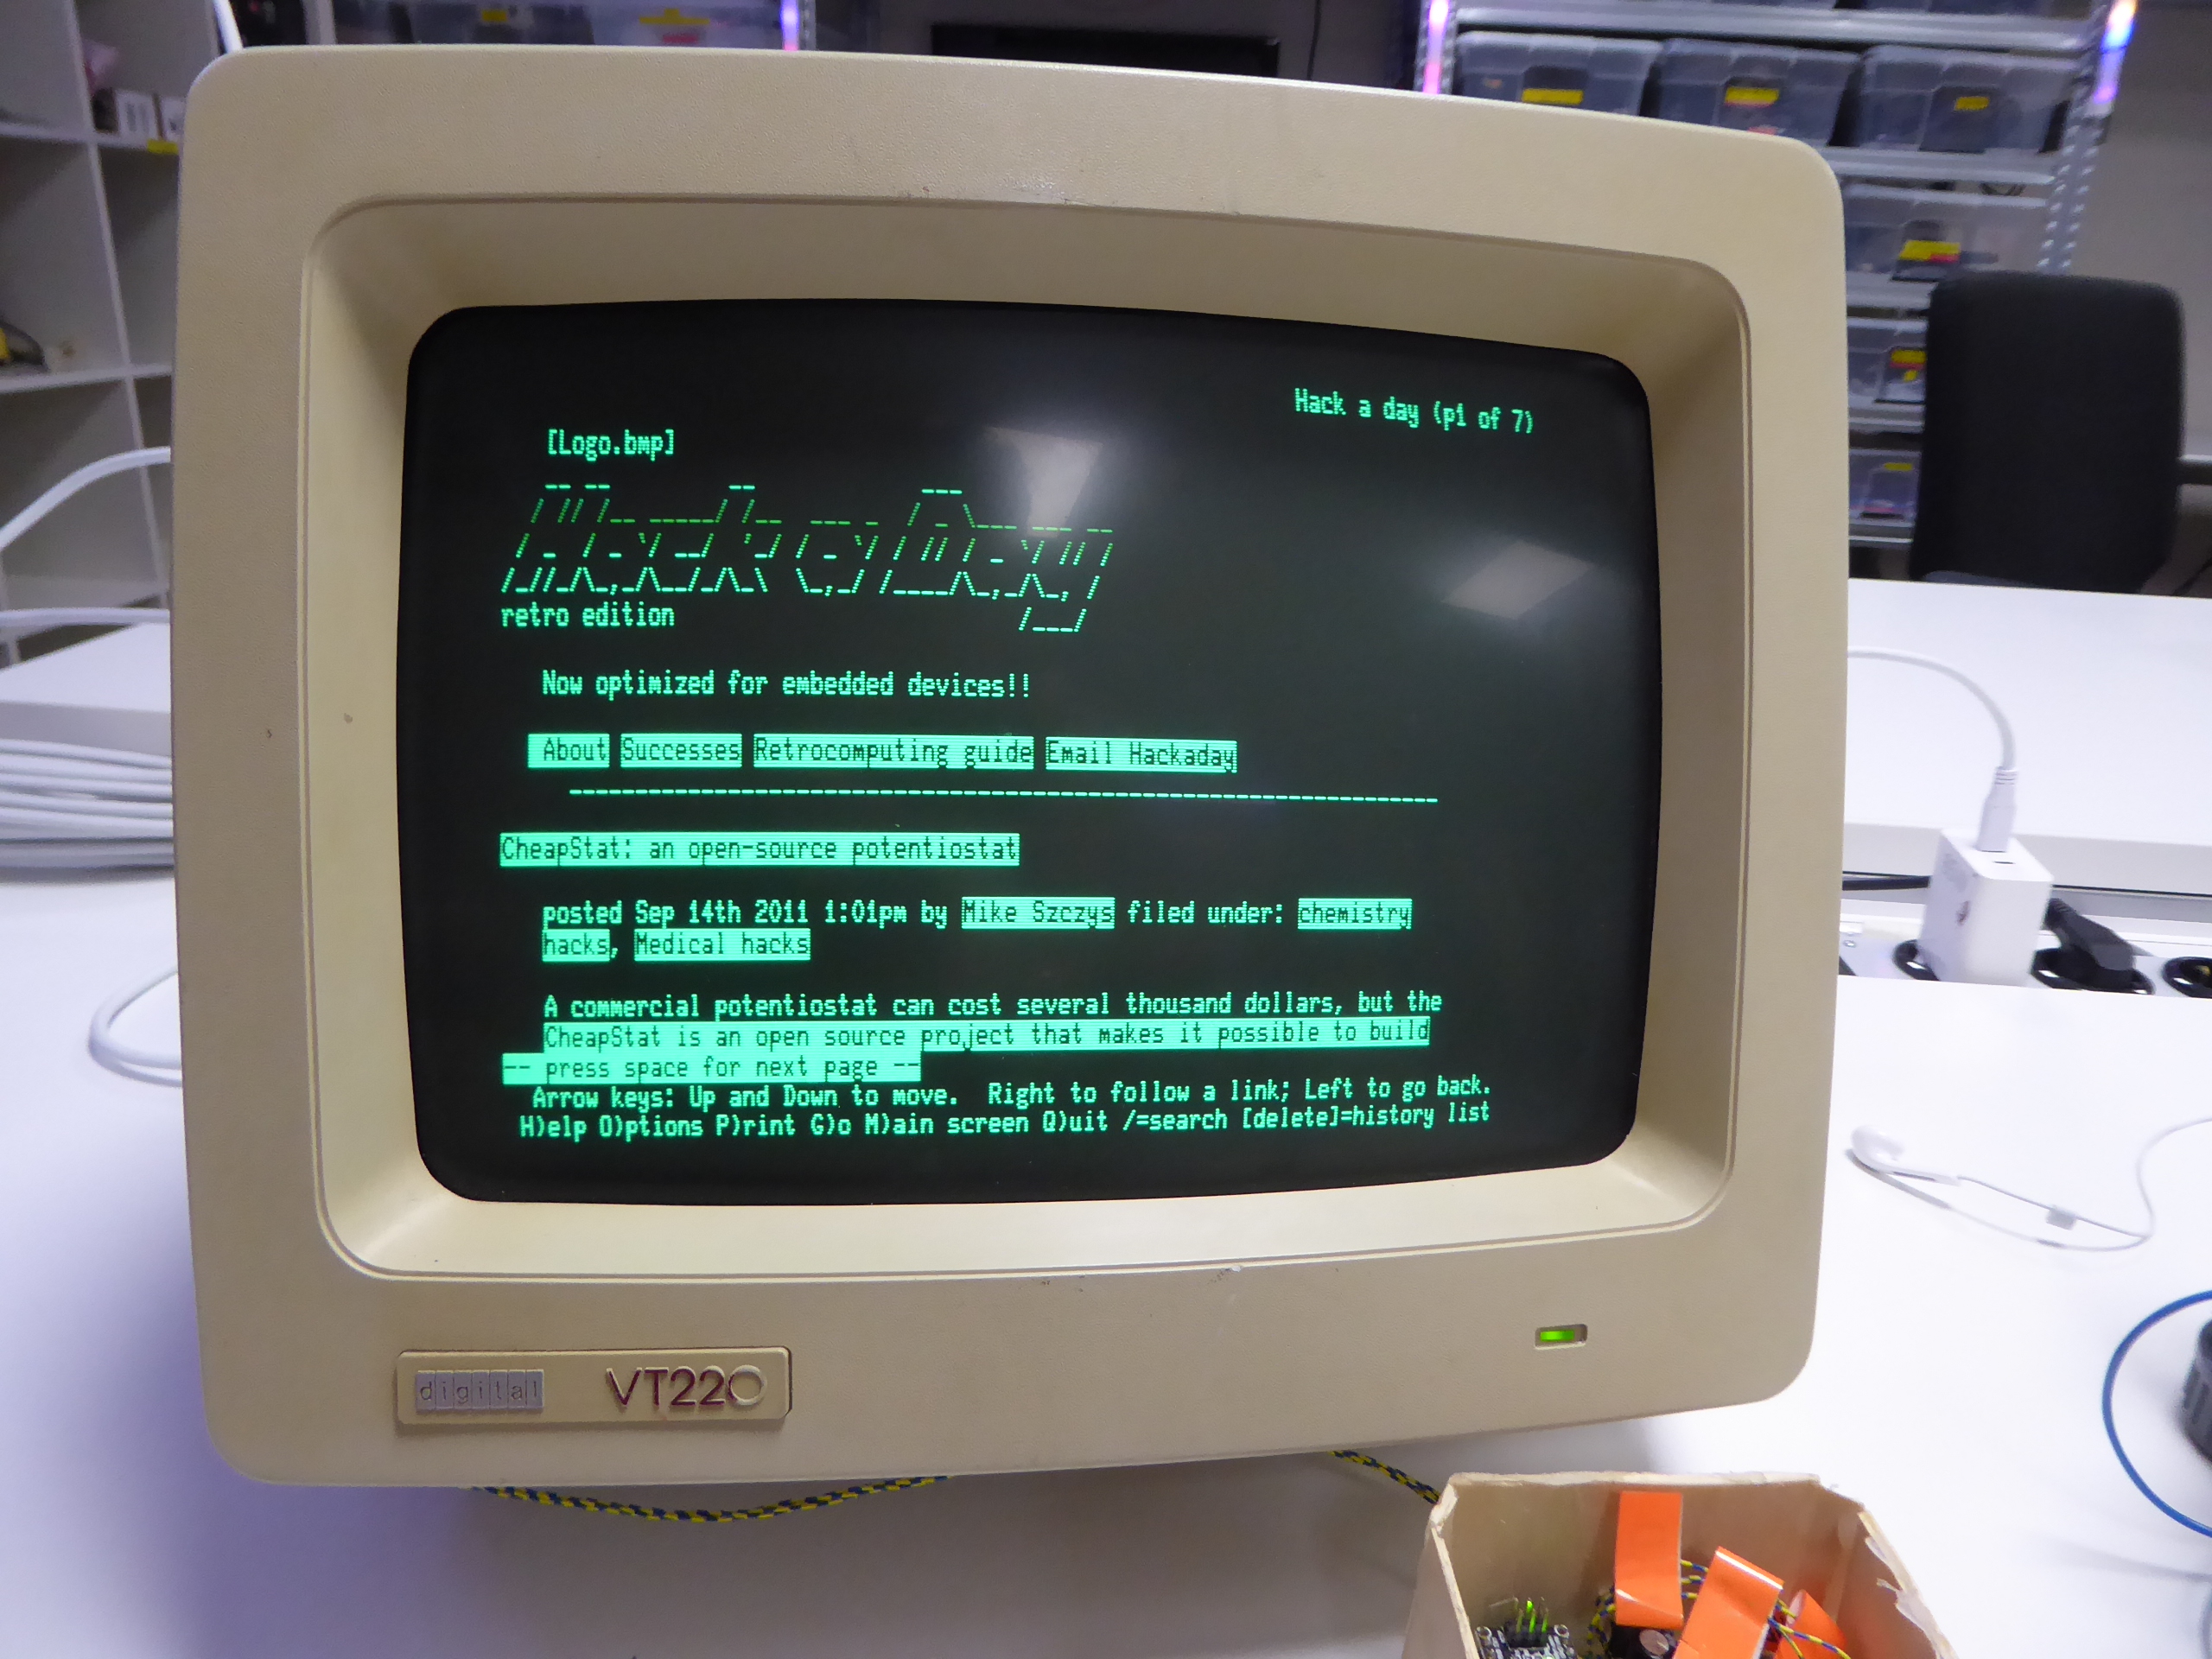 Hack a day (p1 of 7)
[Logo.bmp]
Hack a Day
retro edition
Now optimized for embedded devices!!
About Successes Retrocomputing guide Email Hackaday
--------------------------------------------------------------------
CheapStat: an open-source potentiostat
posted Sep 14th 2011 1:01pm by Mike Szczys filed under: chemistry
hacks, Medical hacks
A commercial potentiostat can cost several thousand dollars, but the
CheapStat is an open source project that makes it possible to build
-- press space for next page --
Arrow keys: Up and Down to move. Right to follow a link; Left to go back.
H)elp O)ptions P)rint G)o M)ain screen Q)uit /=search [delete]=history list
digital VT220